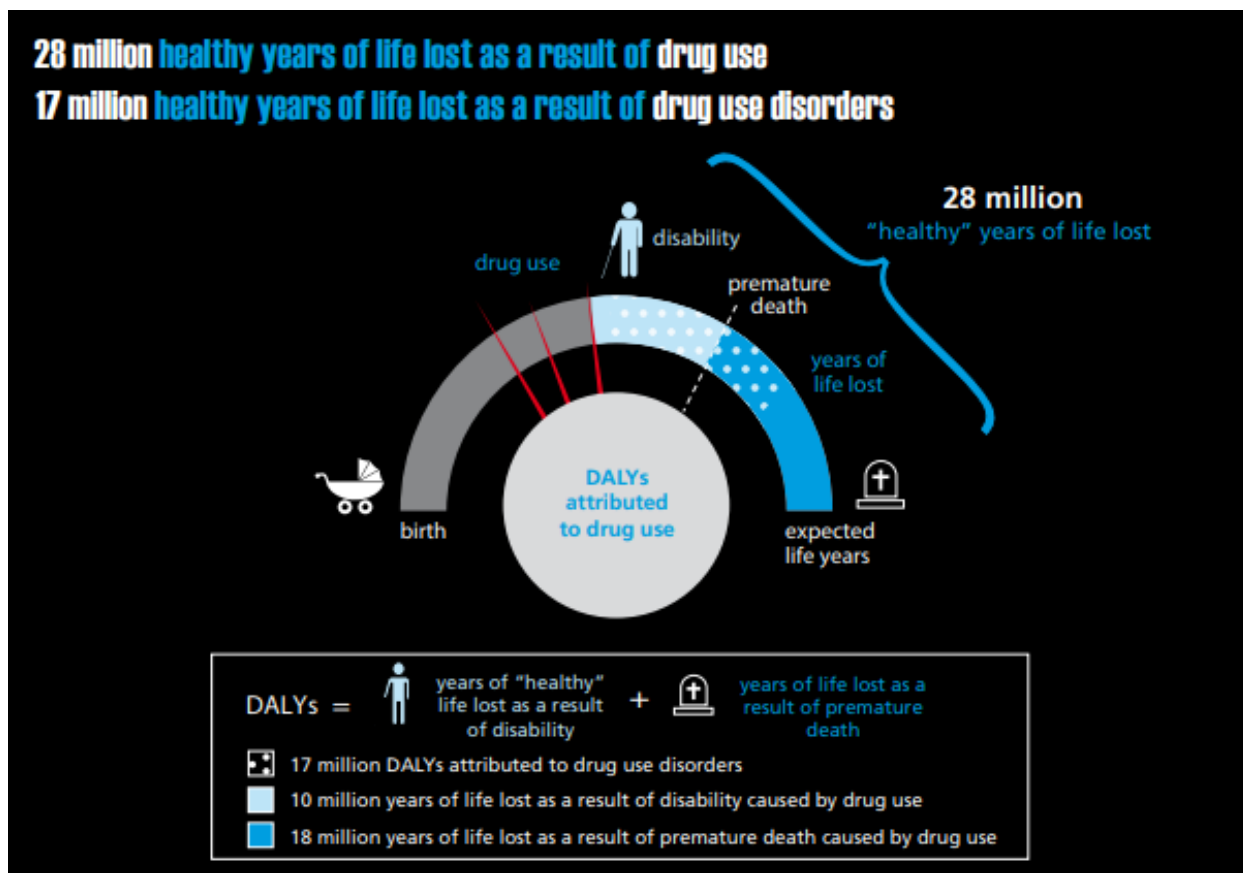 28 million healthy years of life lost as a result of drug use
17 million healthy years of life lost as a result of drug use disorders
28 million
"healthy" years of life lost
disability
drug use
premature
death
years of
life lost
DALYs
attributed
to drug use
birth
expected
life years
DALYs =
years of "healthy"
life lost as a result
of disability
+
years of life lost as a
result of premature
death
17 million DALYs attributed to drug use disorders
10 million years of life lost as a result of disability caused by drug use
18 million years of life lost as a result of premature death caused by drug use